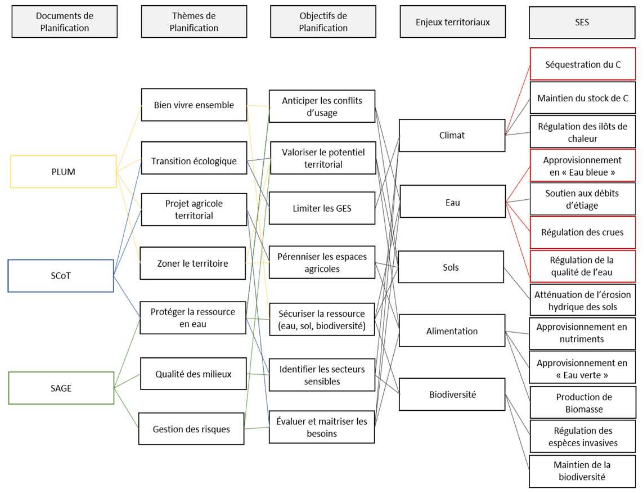 Documents de
Planification
Thèmes de
Planification
Objectifs de
Planification
Enjeux territoriaux
SES
PLUM
SCoT
SAGE
Bien vivre ensemble
Transition écologique
Projet agricole
territorial
Zoner le territoire
Protéger la ressource
en eau
Qualité des milieux
Gestion des risques
Anticiper les conflits
d'usage
Valoriser le potentiel
territorial
Limiter les GES
Pérenniser les espaces
agricoles
Sécuriser la ressource
(eau, sol, biodiversité)
Identifier les secteurs
sensibles
Évaluer et maitriser les
besoins
Climat
Eau
Sols
Alimentation
Biodiversité
Séquestration du C
Maintien du stock de C
Régulation des ilôts de
chaleur
Approvisionnement
en « Eau bleue »
Soutien aux débits
d'étiage
Régulation des crues
Régulation de la
qualité de l'eau
Atténuation de l'érosion
hydrique des sols
Approvisionnement en
nutriments
Approvisionnement en
« Eau verte »
Production de
Biomasse
Régulation des
espèces invasives
Maintien de la
biodiversité